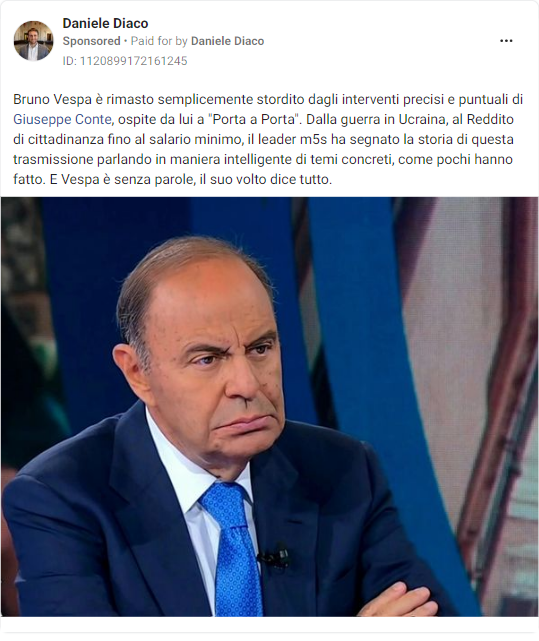 Daniele Diaco
Sponsored • Paid for by Daniele Diaco
ID: 1120899172161245
Bruno Vespa è rimasto semplicemente stordito dagli interventi precisi e puntuali di
Giuseppe Conte, ospite da lui a "Porta a Porta". Dalla guerra in Ucraina, al Reddito
di cittadinanza fino al salario minimo, il leader m5s ha segnato la storia di questa
trasmissione parlando in maniera intelligente di temi concreti, come pochi hanno
fatto. E Vespa è senza parole, il suo volto dice tutto.